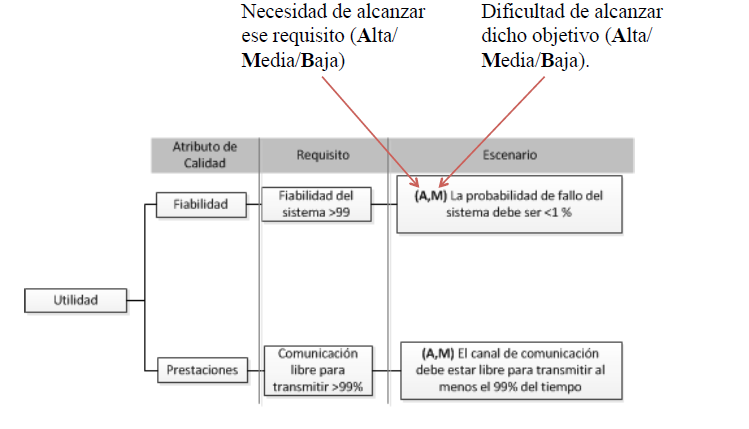 Necesidad de alcanzar
ese requisito (Alta/
Media/Baja)
Dificultad de alcanzar
dicho objetivo (Alta/
Media/Baja).
Atributo de
Calidad
Requisito
Escenario
Fiabilidad
Fiabilidad del
sistema >99
(A,M) La probabilidad de fallo del
sistema debe ser <1 %
Utilidad
Prestaciones
Comunicación
libre para
transmitir >99%
(A,M) El canal de comunicación
debe estar libre para transmitir al
menos el 99% del tiempo